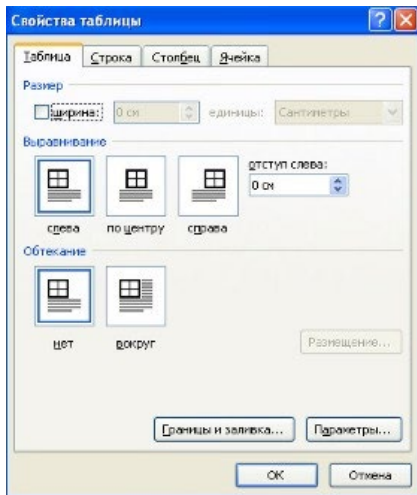 Свойства таблицы
Таблица Строка Столбец Ячейка
Размер
ширина: 0 см единицы: Сантиметры
Выравнивание
отступ слева:
0 см
слева по центру справа
Обтекание
нет вокруг
Размещение...
Границы и заливка... Параметры...
ОК Отмена